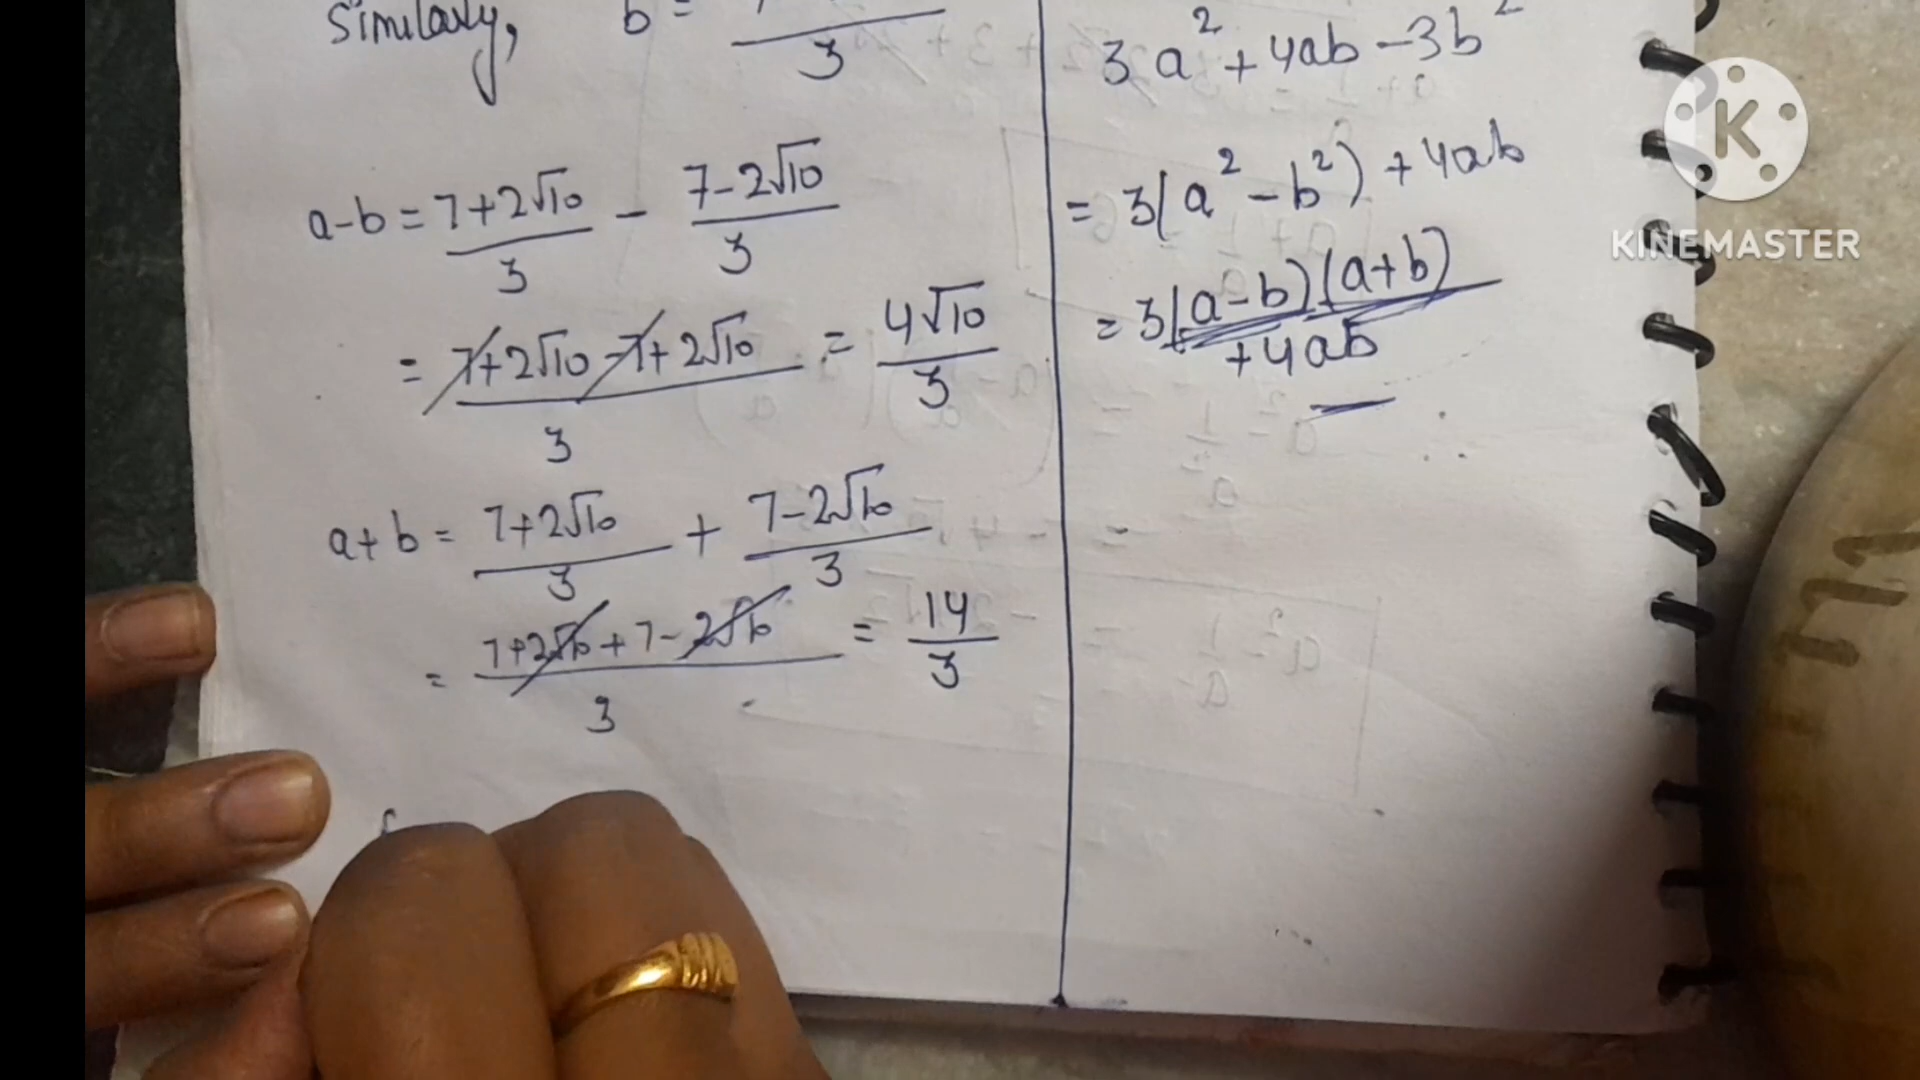 Similarly, b = 3
a-b = 7+2√10/3 - 7-2√10/3
= 7+2√10-7+2√10/3 = 4√10/3
a+b = 7+2√10/3 + 7-2√10/3
= 7+2√10+7-2√10/3 = 14/3
3a²+4ab-3b²
= 3(a²-b²)+4ab
= 3(a-b)(a+b)
+4ab
K
KINEMASTER